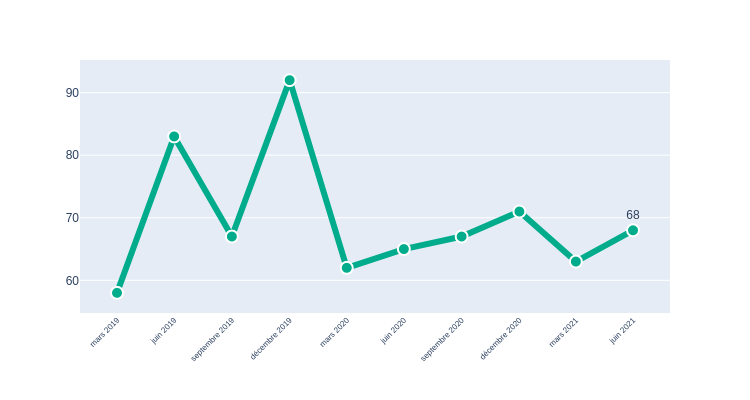 90
80
70
60
68
mars 2019
juin 2019
septembre 2019
décembre 2019
mars 2020
juin 2020
septembre 2020
décembre 2020
mars 2021
juin 2021